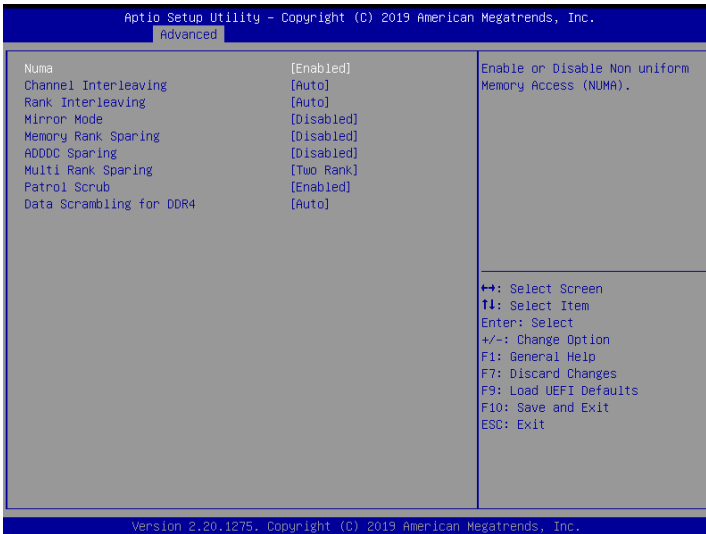 Aptio Setup Utility – Copyright (C) 2019 American Megatrends, Inc.
Advanced
Numa [Enabled]
Channel Interleaving [Auto]
Rank Interleaving [Auto]
Mirror Mode [Disabled]
Memory Rank Sparing [Disabled]
ADDDC Sparing [Disabled]
Multi Rank Sparing [Two Rank]
Patrol Scrub [Enabled]
Data Scrambling for DDR4 [Auto]
Enable or Disable Non uniform
Memory Access (NUMA).
↔: Select Screen
↑↓: Select Item
Enter: Select
+/-: Change Option
F1: General Help
F7: Discard Changes
F9: Load UEFI Defaults
F10: Save and Exit
ESC: Exit
Version 2.20.1275. Copyright (C) 2019 American Megatrends, Inc.